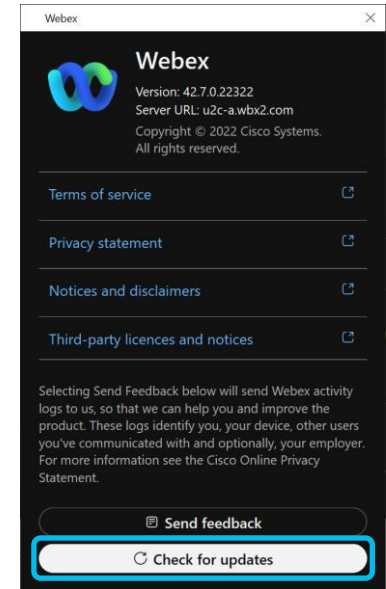 Webex
Webex
Version: 42.7.0.22322
Server URL: u2c-a.wbx2.com
Copyright © 2022 Cisco Systems.
All rights reserved.
Terms of service
Privacy statement
Notices and disclaimers
Third-party licences and notices
Selecting Send Feedback below will send Webex activity
logs to us, so that we can help you and improve the
product. These logs identify you, your device, other users
you've communicated with and optionally, your employer.
For more information see the Cisco Online Privacy
Statement.
Send feedback
Check for updates